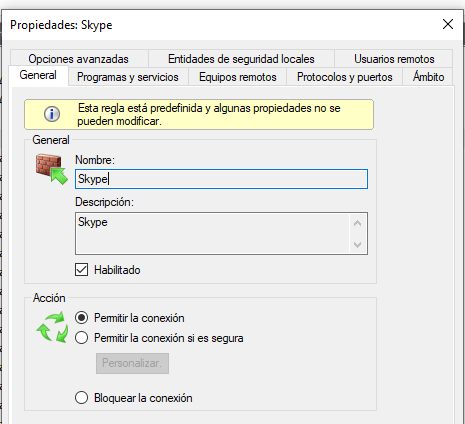 Propiedades: Skype
Opciones avanzadas Entidades de seguridad locales Usuarios remotos
General Programas y servicios Equipos remotos Protocolos y puertos Ámbito
Esta regla está predefinida y algunas propiedades no se
pueden modificar.
General
Nombre:
Skype
Descripción:
Skype
Habilitado
Acción
Permitir la conexión
Permitir la conexión si es segura
Personalizar.
Bloquear la conexión